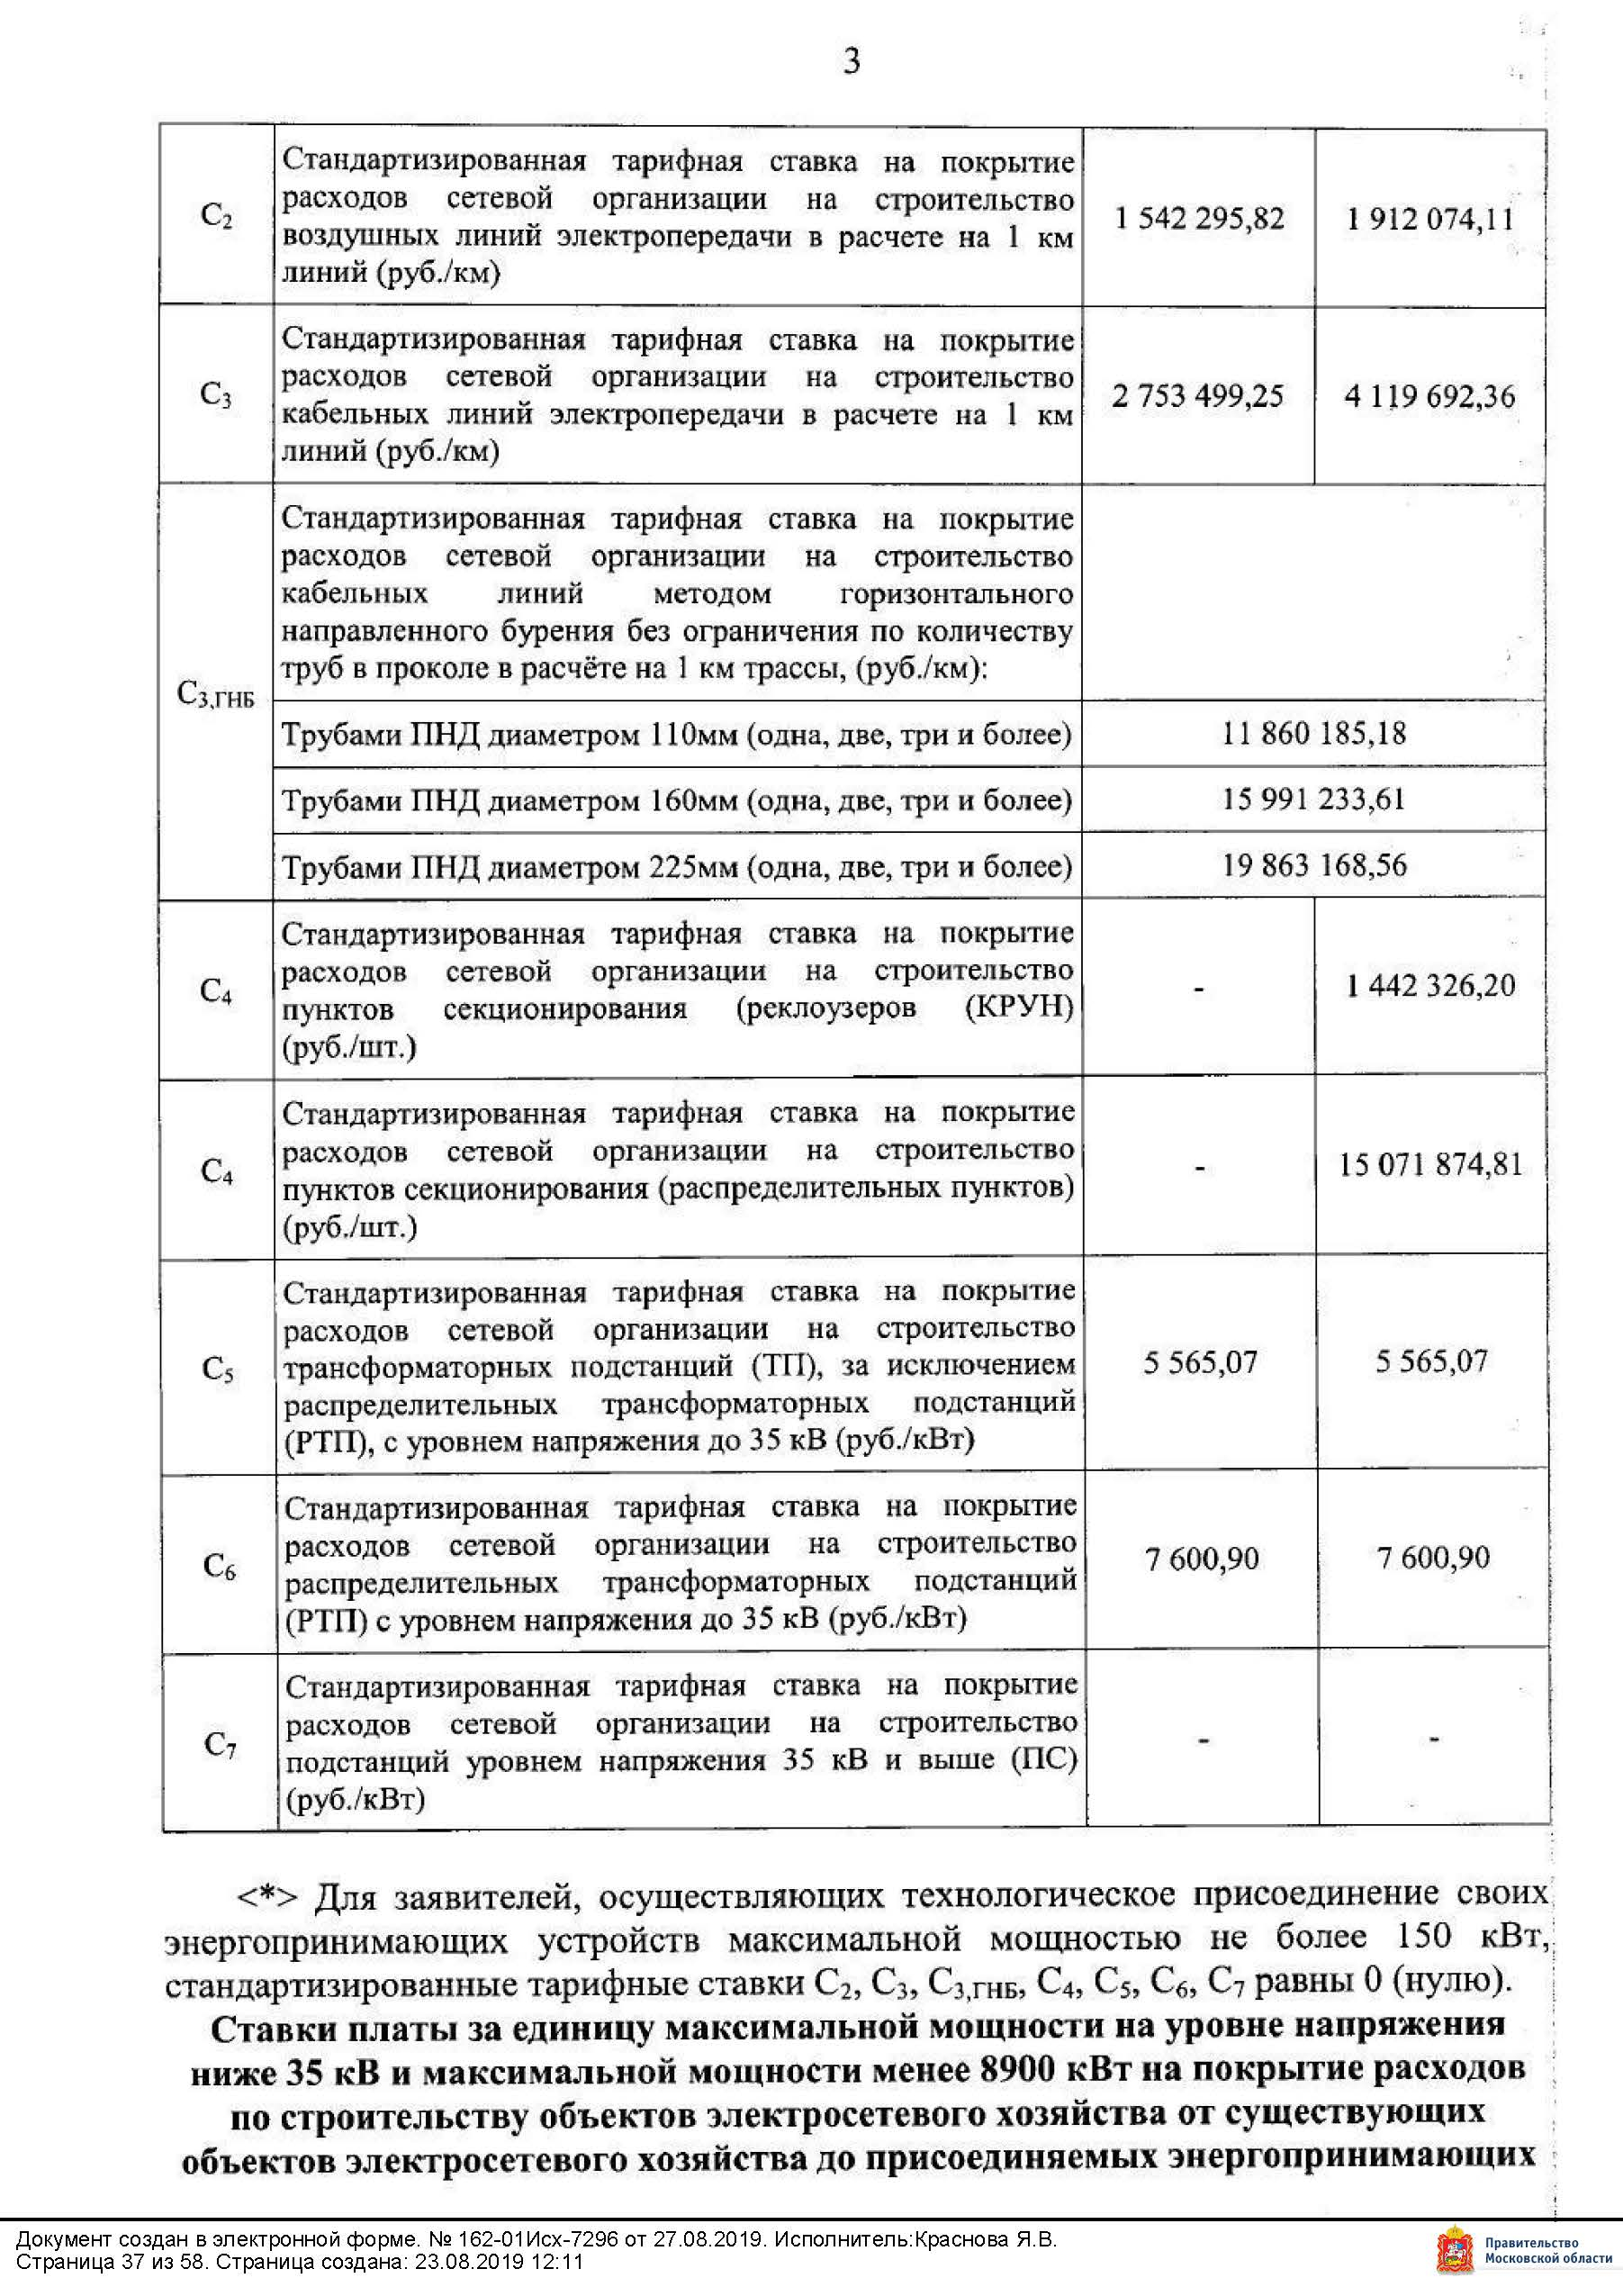 3
Стандартизированная тарифная ставка на покрытие
расходов сетевой организации на строительство
C2
воздушных линий электропередачи в расчете на 1 км
линий (руб./км)
1 542 295,82
1 912 074,11
Стандартизированная тарифная ставка на покрытие
расходов сетевой организации на строительство
C3
кабельных линий электропередачи в расчете на 1 км
линий (руб./км)
2 753 499,25
4 119 692,36
C3,ГНБ
Стандартизированная тарифная ставка на покрытие
расходов сетевой организации на строительство
кабельных линий методом горизонтального
направленного бурения без ограничения по количеству
труб в проколе в расчёте на 1 км трассы, (руб./км):
Трубами ПНД диаметром 110мм (одна, две, три и более)
11 860 185,18
Трубами ПНД диаметром 160мм (одна, две, три и более)
15 991 233,61
Трубами ПНД диаметром 225мм (одна, две, три и более)
19 863 168,56
C4
Стандартизированная тарифная ставка на покрытие
расходов сетевой организации на строительство
пунктов секционирования (реклоузеров (КРУН)
(руб./шт.)
-
1 442 326,20
C4
Стандартизированная тарифная ставка на покрытие
расходов сетевой организации на строительство
пунктов секционирования (распределительных пунктов)
(руб./шт.)
-
15 071 874,81
C5
Стандартизированная тарифная ставка на покрытие
расходов сетевой организации на строительство
трансформаторных подстанций (ТП), за исключением
распределительных трансформаторных подстанций
(РТП), с уровнем напряжения до 35 кВ (руб./кВт)
5 565,07
5 565,07
C6
Стандартизированная тарифная ставка на покрытие
расходов сетевой организации на строительство
распределительных трансформаторных подстанций
(РТП) с уровнем напряжения до 35 кВ (руб./кВт)
7 600,90
7 600,90
C7
Стандартизированная тарифная ставка на покрытие
расходов сетевой организации на строительство
подстанций уровнем напряжения 35 кВ и выше (ПС)
(руб./кВт)
-
-
<*> Для заявителей, осуществляющих технологическое присоединение своих
энергопринимающих устройств максимальной мощностью не более 150 кВт,
стандартизированные тарифные ставки C2, C3, C3,ГНБ, C4, C5, C6, C7 равны 0 (нулю).
Ставки платы за единицу максимальной мощности на уровне напряжения
ниже 35 кВ и максимальной мощности менее 8900 кВт на покрытие расходов
по строительству объектов электросетевого хозяйства от существующих
объектов электросетевого хозяйства до присоединяемых энергопринимающих
Документ создан в электронной форме. № 162-01Исх-7296 от 27.08.2019. Исполнитель:Краснова Я.В.
Страница 37 из 58. Страница создана: 23.08.2019 12:11
Правительство
Московской области